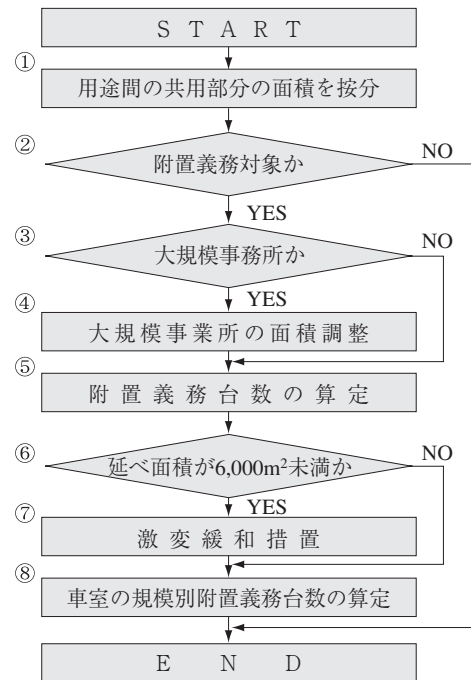 START
①
用途間の共用部分の面積を按分
②
附置義務対象か
NO
YES
③
大規模事務所か
NO
YES
④
大規模事業所の面積調整
⑤
附置義務台数の算定
⑥
延べ面積が6,000m²未満か
NO
YES
⑦
激変緩和措置
⑧
車室の規模別附置義務台数の算定
END